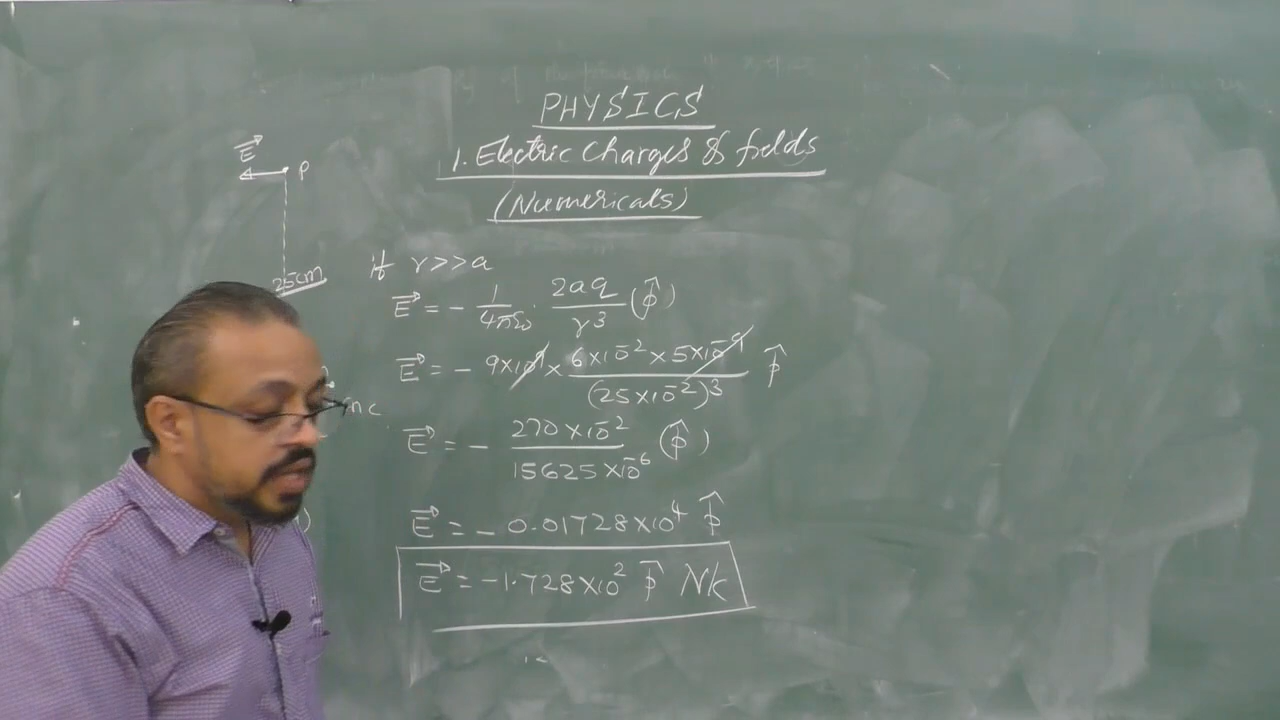 PHYSICS
1. Electric Charges & fields
(Numericals)
E⃗
P
25cm
if r>>a
E⃗ = - 1/4πε₀ · 2aq/r³ (p̂)
E⃗ = - 9×10⁹ × 6×10⁻² × 5×10⁻⁹/(25×10⁻²)³ p̂
nc
E⃗ = - 270×10⁻²/15625×10⁻⁶ (p̂)
E⃗ = - 0.01728×10⁴ p̂
E⃗ = -1.728×10² p̂ N/c